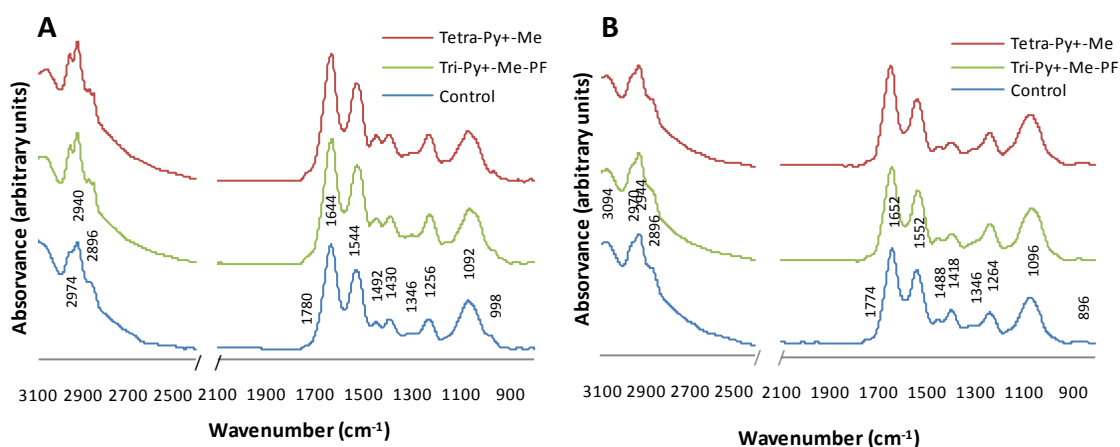 A
Tetra-Py+-Me
Tri-Py+-Me-PF
Control
Absorvance (arbitrary units)
2974
2940
2896
1780
1644
1544
1492
1430
1346
1256
1092
998
3100 2900 2700 2500 2100 1900 1700 1500 1300 1100 900
Wavenumber (cm-1)
B
Tetra-Py+-Me
Tri-Py+-Me-PF
Control
Absorvance (arbitrary units)
3094
2970
2944
2896
1774
1652
1552
1488
1418
1346
1264
1096
896
3100 2900 2700 2500 2100 1900 1700 1500 1300 1100 900
Wavenumber (cm-1)